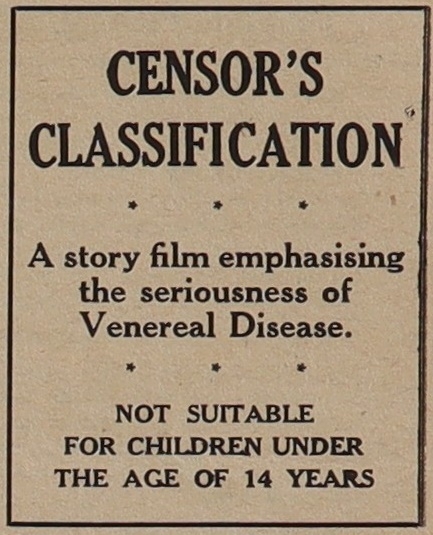 CENSOR'S
CLASSIFICATION
* * *
A story film emphasising
the seriousness of
Venereal Disease.
* * *
NOT SUITABLE
FOR CHILDREN UNDER
THE AGE OF 14 YEARS